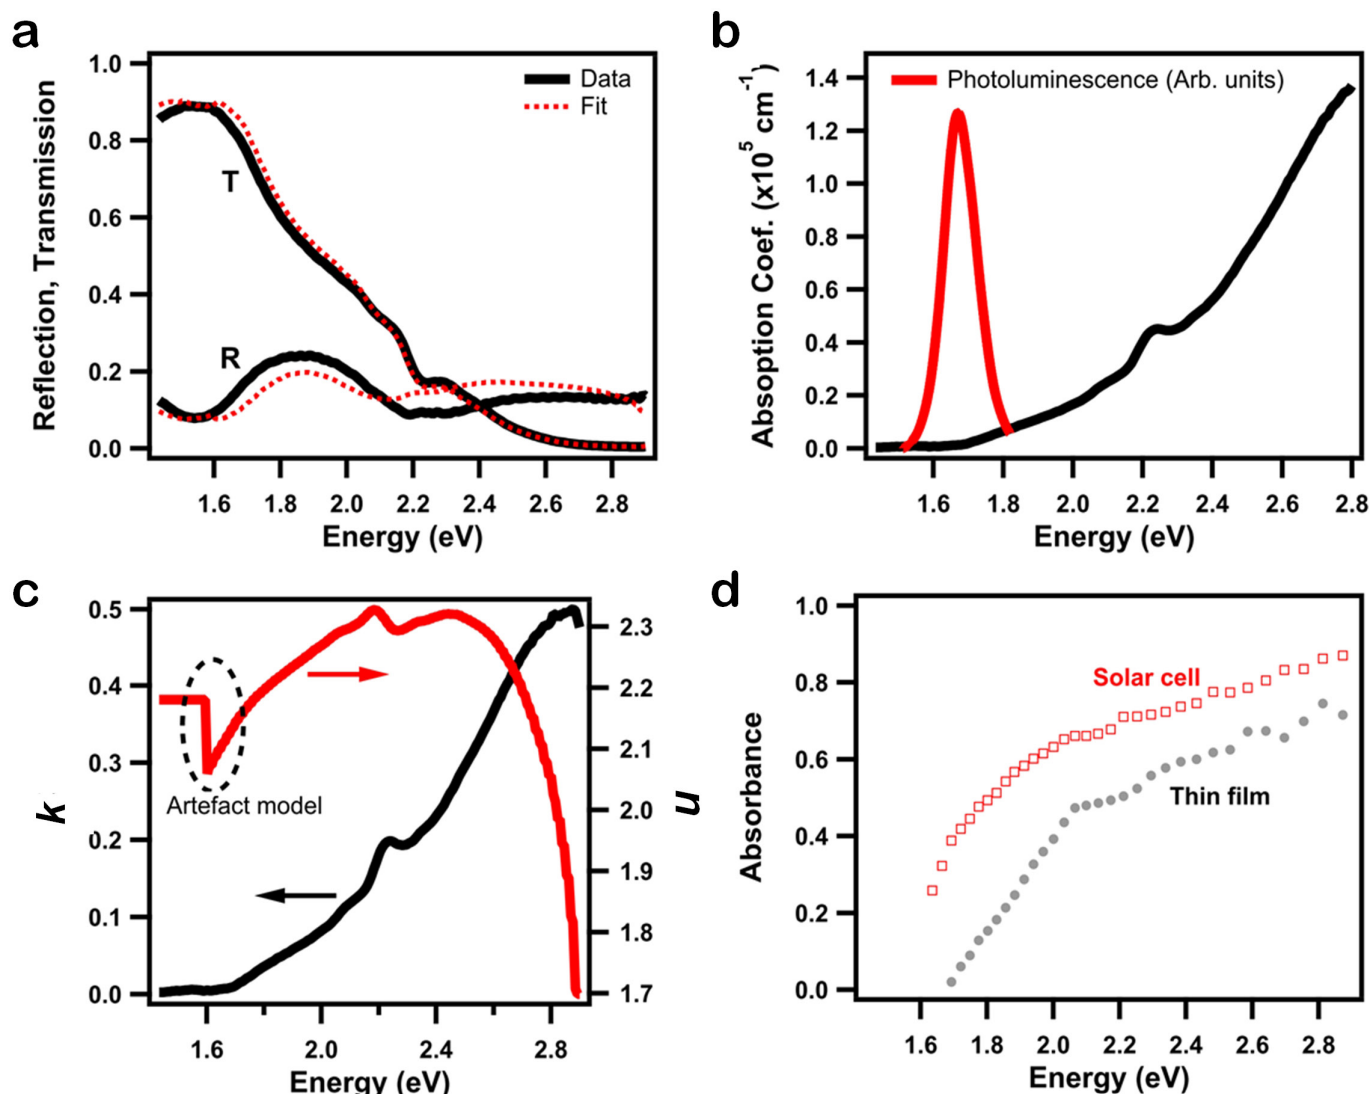 a
1.0
0.8
0.6
0.4
0.2
0.0
Reflection, Transmission
Data
Fit
T
R
1.6 1.8 2.0 2.2 2.4 2.6 2.8
Energy (eV)
b
1.4
1.2
1.0
0.8
0.6
0.4
0.2
0.0
Absoption Coef. (x10⁵ cm⁻¹)
Photoluminescence (Arb. units)
1.6 1.8 2.0 2.2 2.4 2.6 2.8
Energy (eV)
c
0.5
0.4
0.3
0.2
0.1
0.0
k
Artefact model
2.3
2.2
2.1
2.0
1.9
1.8
1.7
n
1.6 2.0 2.4 2.8
Energy (eV)
d
1.0
0.8
0.6
0.4
0.2
0.0
Absorbance
Solar cell
Thin film
1.6 1.8 2.0 2.2 2.4 2.6 2.8
Energy (eV)